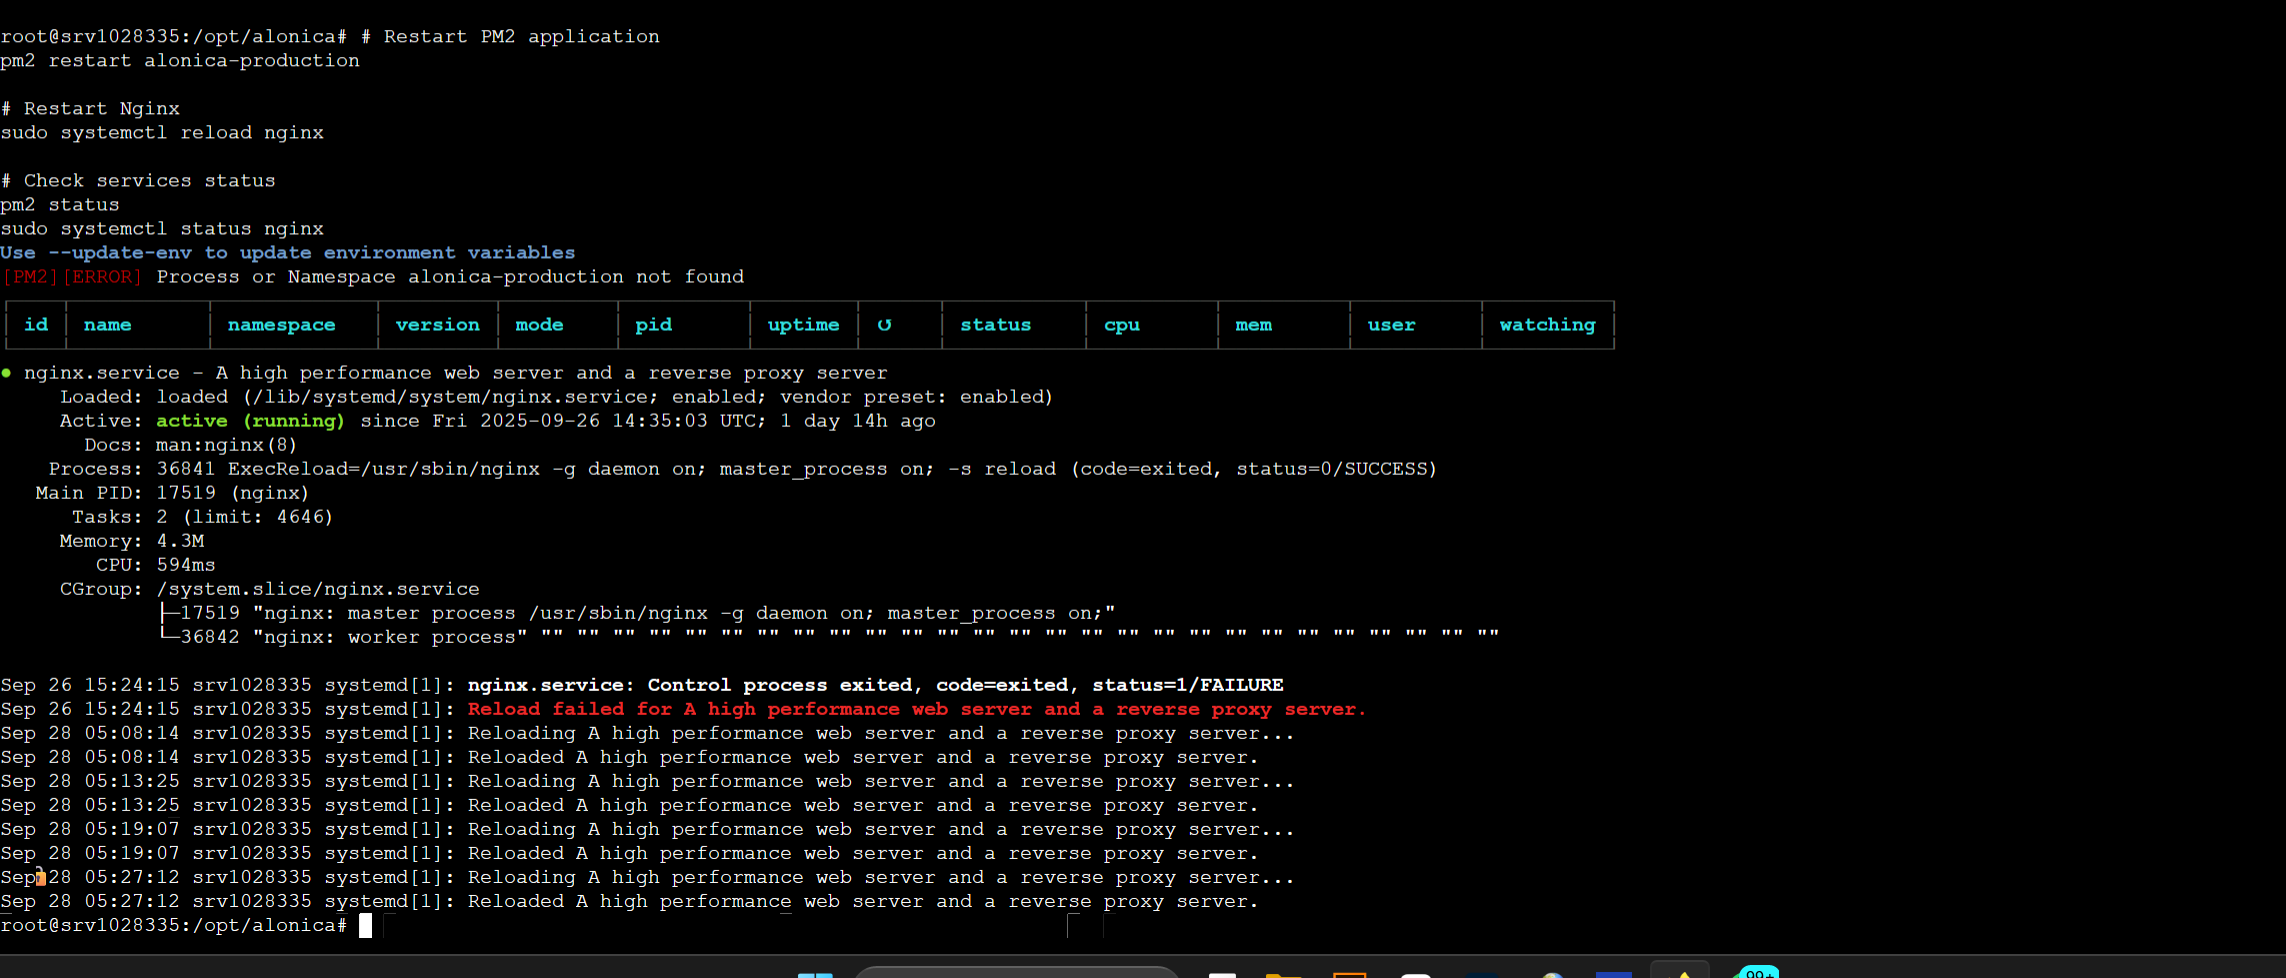 root@srv1028335:/opt/alonica# # Restart PM2 application
pm2 restart alonica-production
# Restart Nginx
sudo systemctl reload nginx
# Check services status
pm2 status
sudo systemctl status nginx
Use --update-env to update environment variables
[PM2][ERROR] Process or Namespace alonica-production not found
id name namespace version mode pid uptime ↺ status cpu mem user watching
● nginx.service - A high performance web server and a reverse proxy server
Loaded: loaded (/lib/systemd/system/nginx.service; enabled; vendor preset: enabled)
Active: active (running) since Fri 2025-09-26 14:35:03 UTC; 1 day 14h ago
Docs: man:nginx(8)
Process: 36841 ExecReload=/usr/sbin/nginx -g daemon on; master_process on; -s reload (code=exited, status=0/SUCCESS)
Main PID: 17519 (nginx)
Tasks: 2 (limit: 4646)
Memory: 4.3M
CPU: 594ms
CGroup: /system.slice/nginx.service
├─17519 "nginx: master process /usr/sbin/nginx -g daemon on; master_process on;"
└─36842 "nginx: worker process" "" "" "" "" "" "" "" "" "" "" "" "" "" "" "" "" "" "" "" "" "" "" "" "" "" "" ""
Sep 26 15:24:15 srv1028335 systemd[1]: nginx.service: Control process exited, code=exited, status=1/FAILURE
Sep 26 15:24:15 srv1028335 systemd[1]: Reload failed for A high performance web server and a reverse proxy server.
Sep 28 05:08:14 srv1028335 systemd[1]: Reloading A high performance web server and a reverse proxy server...
Sep 28 05:08:14 srv1028335 systemd[1]: Reloaded A high performance web server and a reverse proxy server.
Sep 28 05:13:25 srv1028335 systemd[1]: Reloading A high performance web server and a reverse proxy server...
Sep 28 05:13:25 srv1028335 systemd[1]: Reloaded A high performance web server and a reverse proxy server.
Sep 28 05:19:07 srv1028335 systemd[1]: Reloading A high performance web server and a reverse proxy server...
Sep 28 05:19:07 srv1028335 systemd[1]: Reloaded A high performance web server and a reverse proxy server.
Sep 28 05:27:12 srv1028335 systemd[1]: Reloading A high performance web server and a reverse proxy server...
Sep 28 05:27:12 srv1028335 systemd[1]: Reloaded A high performance web server and a reverse proxy server.
root@srv1028335:/opt/alonica#
99+